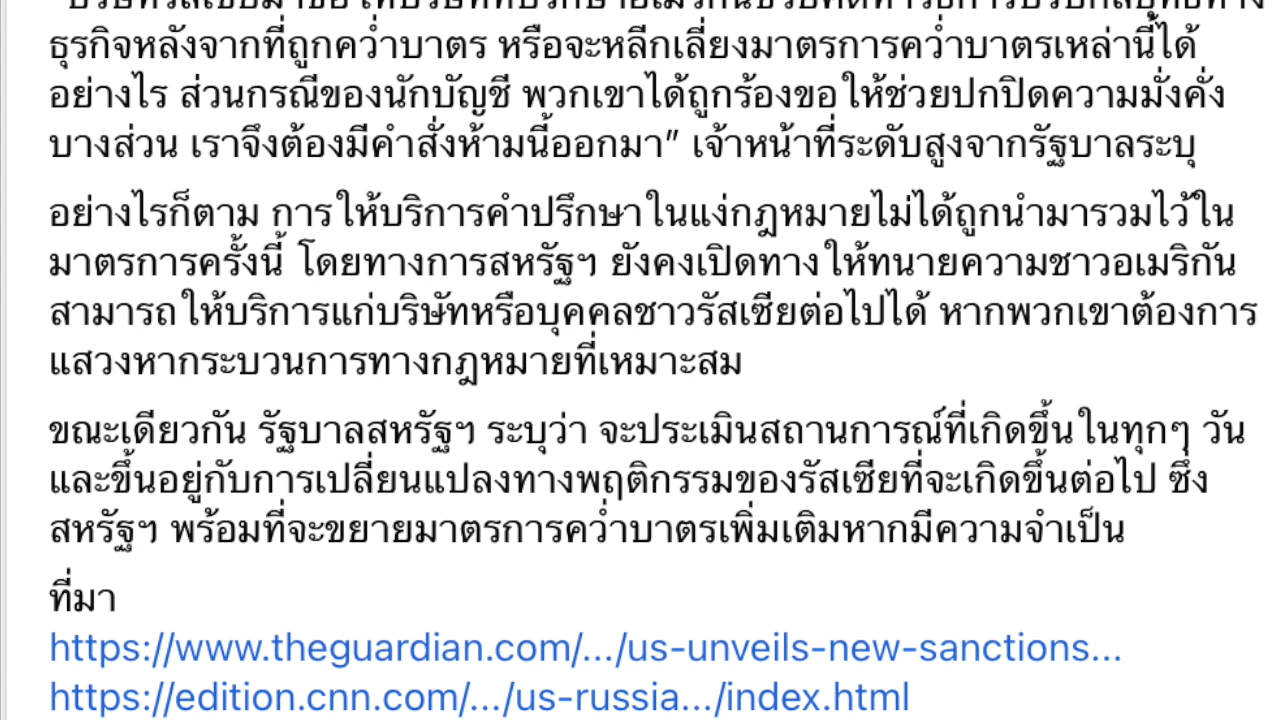 ธุรกิจหลังจากที่ถูกคว่ำบาตร หรือจะหลีกเลี่ยงมาตรการคว่ำบาตรเหล่านี้ได้
อย่างไร ส่วนกรณีของนักบัญชี พวกเขาได้ถูกร้องขอให้ช่วยปกปิดความมั่งคั่ง
บางส่วน เราจึงต้องมีคำสั่งห้ามนี้ออกมา” เจ้าหน้าที่ระดับสูงจากรัฐบาลระบุ
อย่างไรก็ตาม การให้บริการคำปรึกษาในแง่กฎหมายไม่ได้ถูกนำมารวมไว้ใน
มาตรการครั้งนี้ โดยทางการสหรัฐฯ ยังคงเปิดทางให้ทนายความชาวอเมริกัน
สามารถให้บริการแก่บริษัทหรือบุคคลชาวรัสเซียต่อไปได้ หากพวกเขาต้องการ
แสวงหากระบวนการทางกฎหมายที่เหมาะสม
ขณะเดียวกัน รัฐบาลสหรัฐฯ ระบุว่า จะประเมินสถานการณ์ที่เกิดขึ้นในทุกๆ วัน
และขึ้นอยู่กับการเปลี่ยนแปลงทางพฤติกรรมของรัสเซียที่จะเกิดขึ้นต่อไป ซึ่ง
สหรัฐฯ พร้อมที่จะขยายมาตรการคว่ำบาตรเพิ่มเติมหากมีความจำเป็น
ที่มา
https://www.theguardian.com/.../us-unveils-new-sanctions...
https://edition.cnn.com/.../us-russia.../index.html